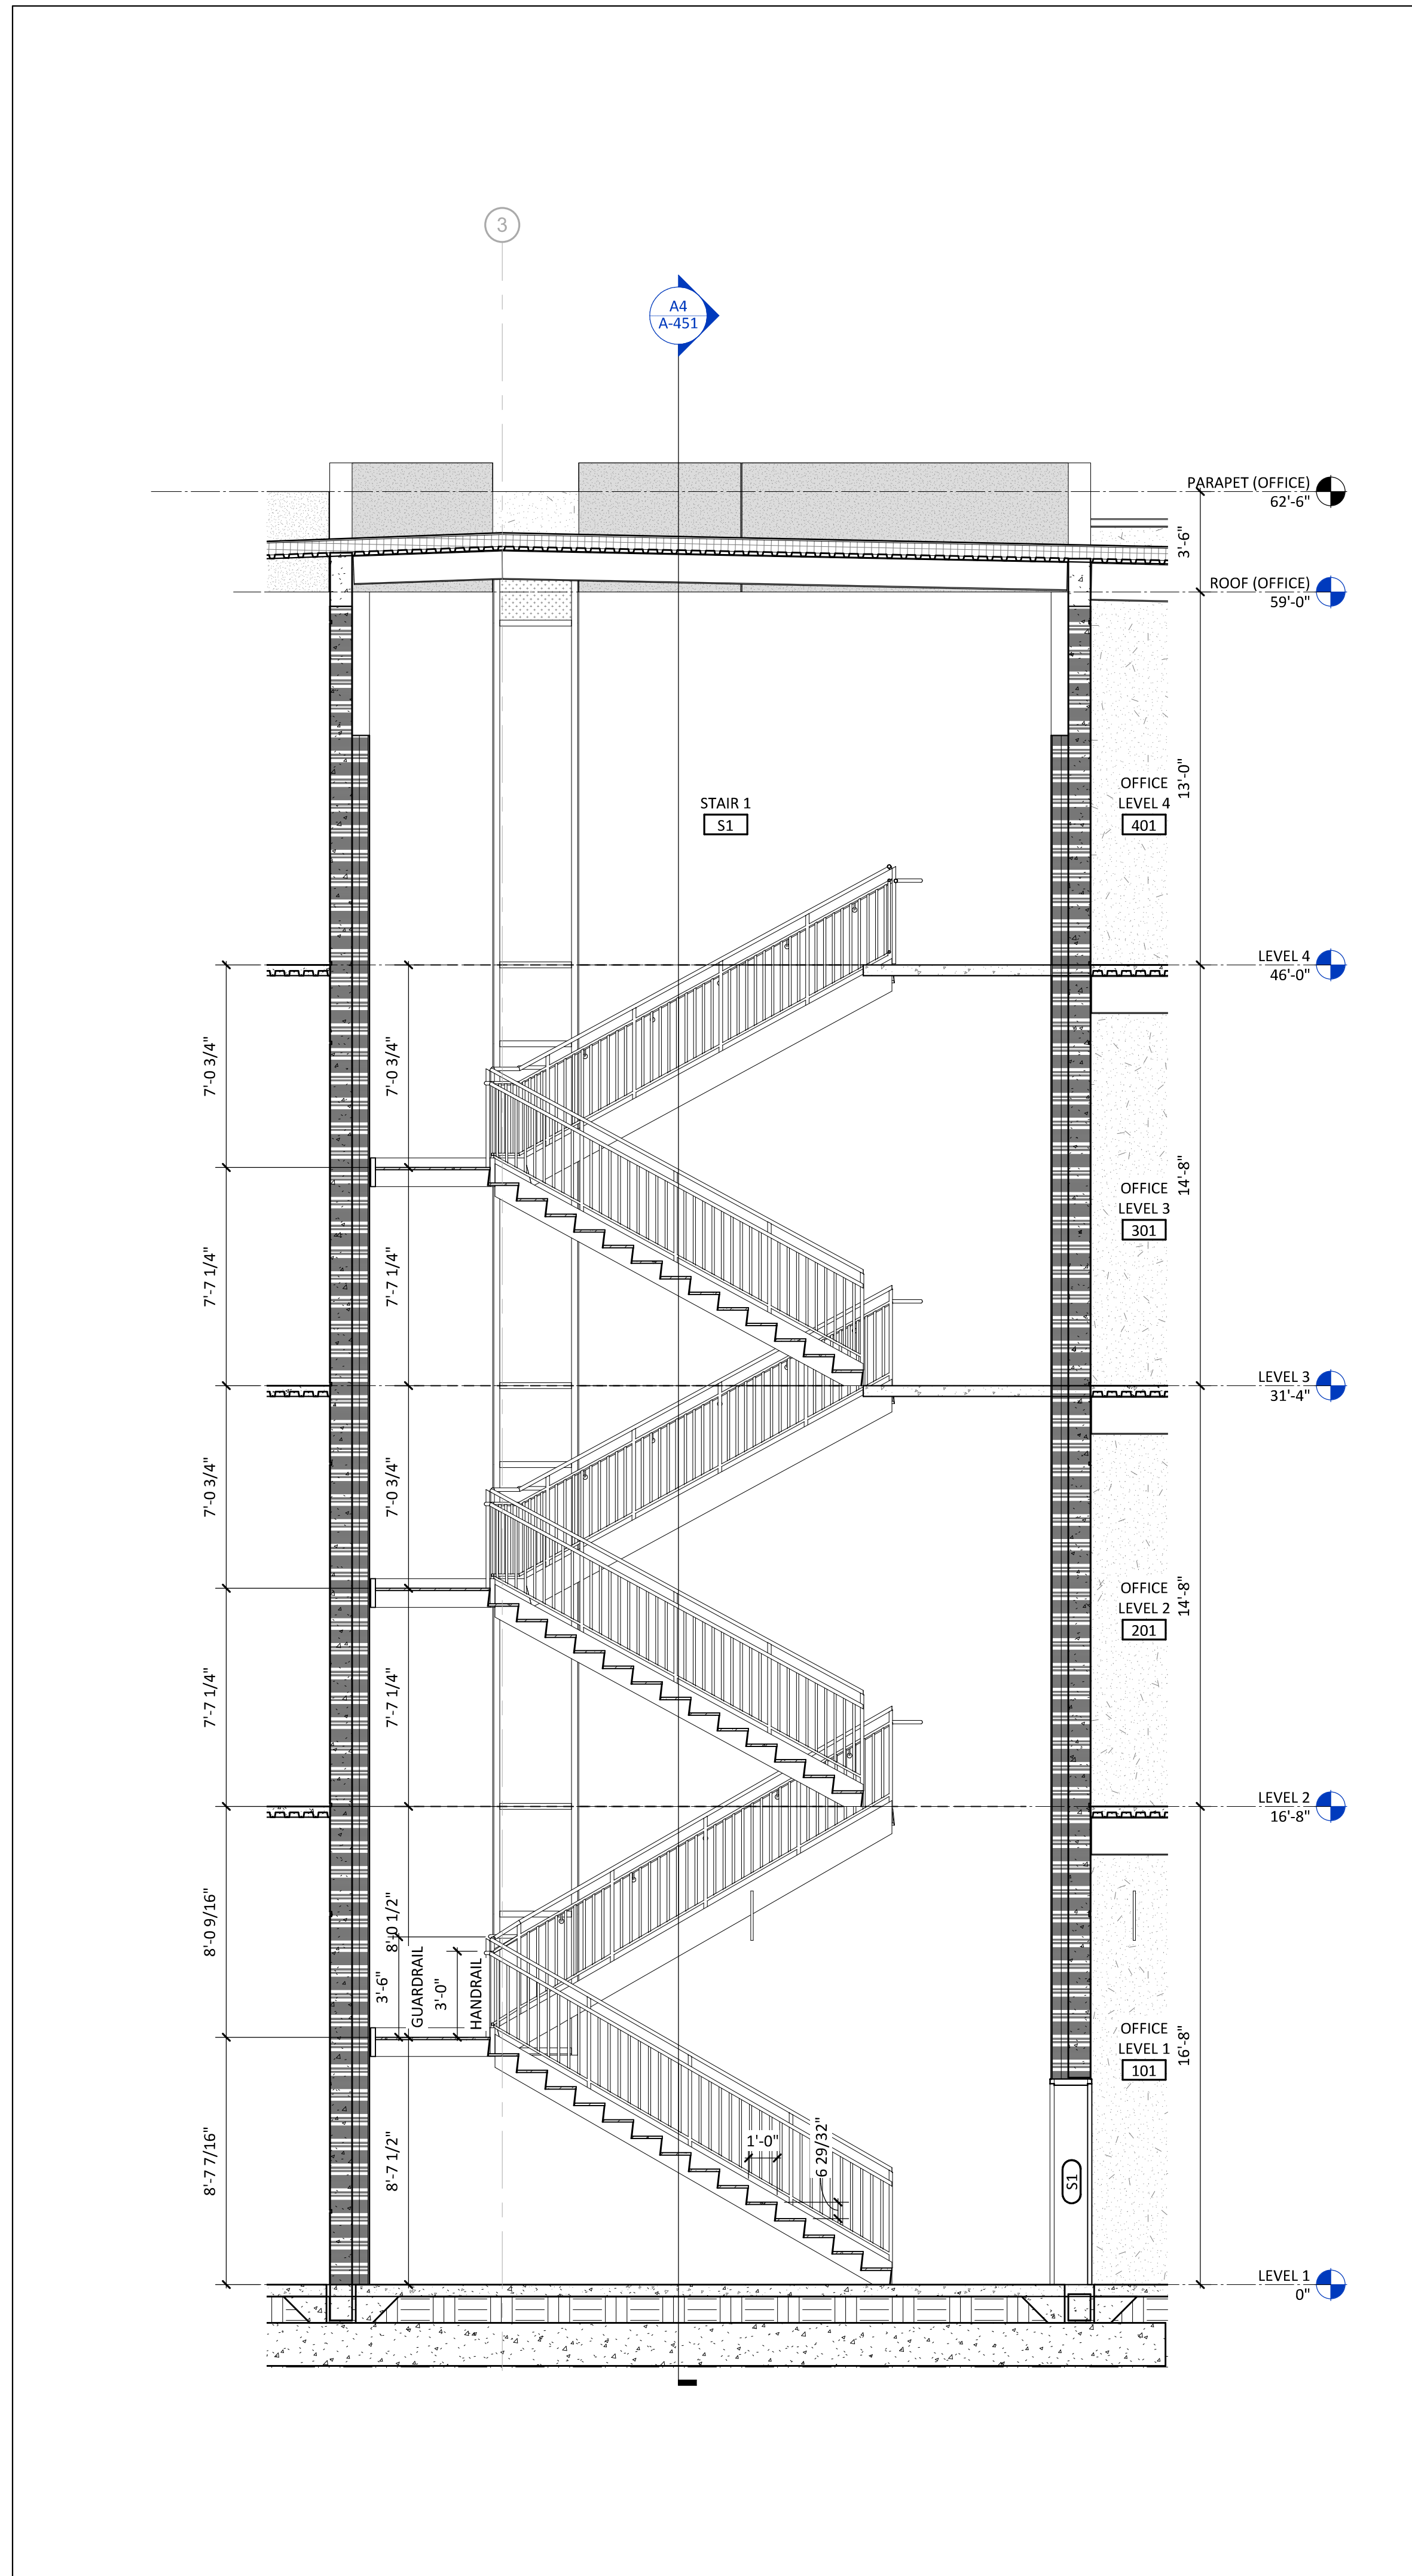 3
A4
A-451
PARAPET (OFFICE)
62'-6"
3'-6"
ROOF (OFFICE)
59'-0"
13'-0"
STAIR 1
S1
OFFICE
LEVEL 4
401
LEVEL 4
46'-0"
7'-0 3/4"
7'-0 3/4"
14'-8"
OFFICE
LEVEL 3
301
7'-7 1/4"
7'-7 1/4"
LEVEL 3
31'-4"
7'-0 3/4"
7'-0 3/4"
14'-8"
OFFICE
LEVEL 2
201
7'-7 1/4"
7'-7 1/4"
LEVEL 2
16'-8"
8'-0 9/16"
8'-0 1/2"
3'-6"
GUARDRAIL
3'-0"
HANDRAIL
OFFICE
LEVEL 1
101
16'-8"
8'-7 7/16"
8'-7 1/2"
1'-0"
6 29/32"
S1
LEVEL 1
0"